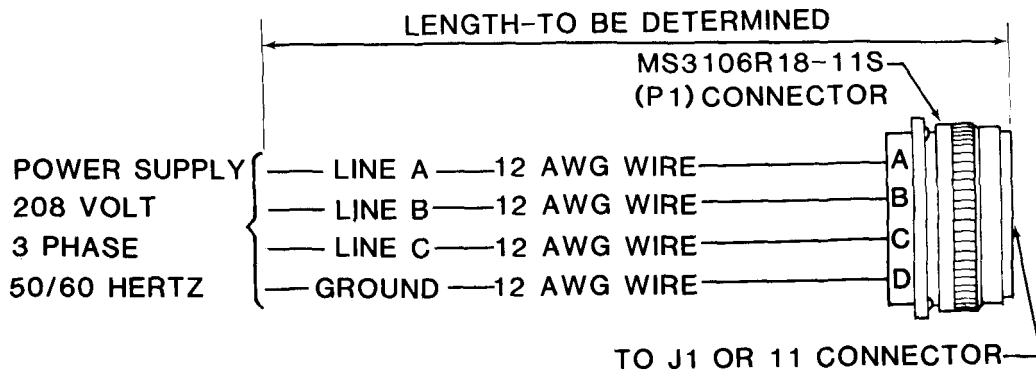 LENGTH-TO BE DETERMINED
MS3106R18-11S
(P1) CONNECTOR
POWER SUPPLY LINE A 12 AWG WIRE A
208 VOLT LINE B 12 AWG WIRE B
3 PHASE LINE C 12 AWG WIRE C
50/60 HERTZ GROUND 12 AWG WIRE D
TO J1 OR 11 CONNECTOR